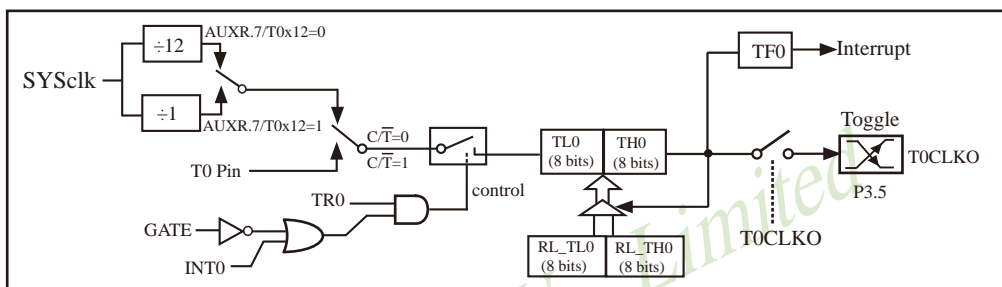 AUXR.7/T0x12=0
÷12
SYSclk
÷1
AUXR.7/T0x12=1
C/T̅=0
C/T̅=1
T0 Pin
TR0
control
GATE
INT0
TL0
(8 bits)
TH0
(8 bits)
RL_TL0
(8 bits)
RL_TH0
(8 bits)
TF0
Interrupt
Toggle
T0CLKO
P3.5
T0CLKO
Limited